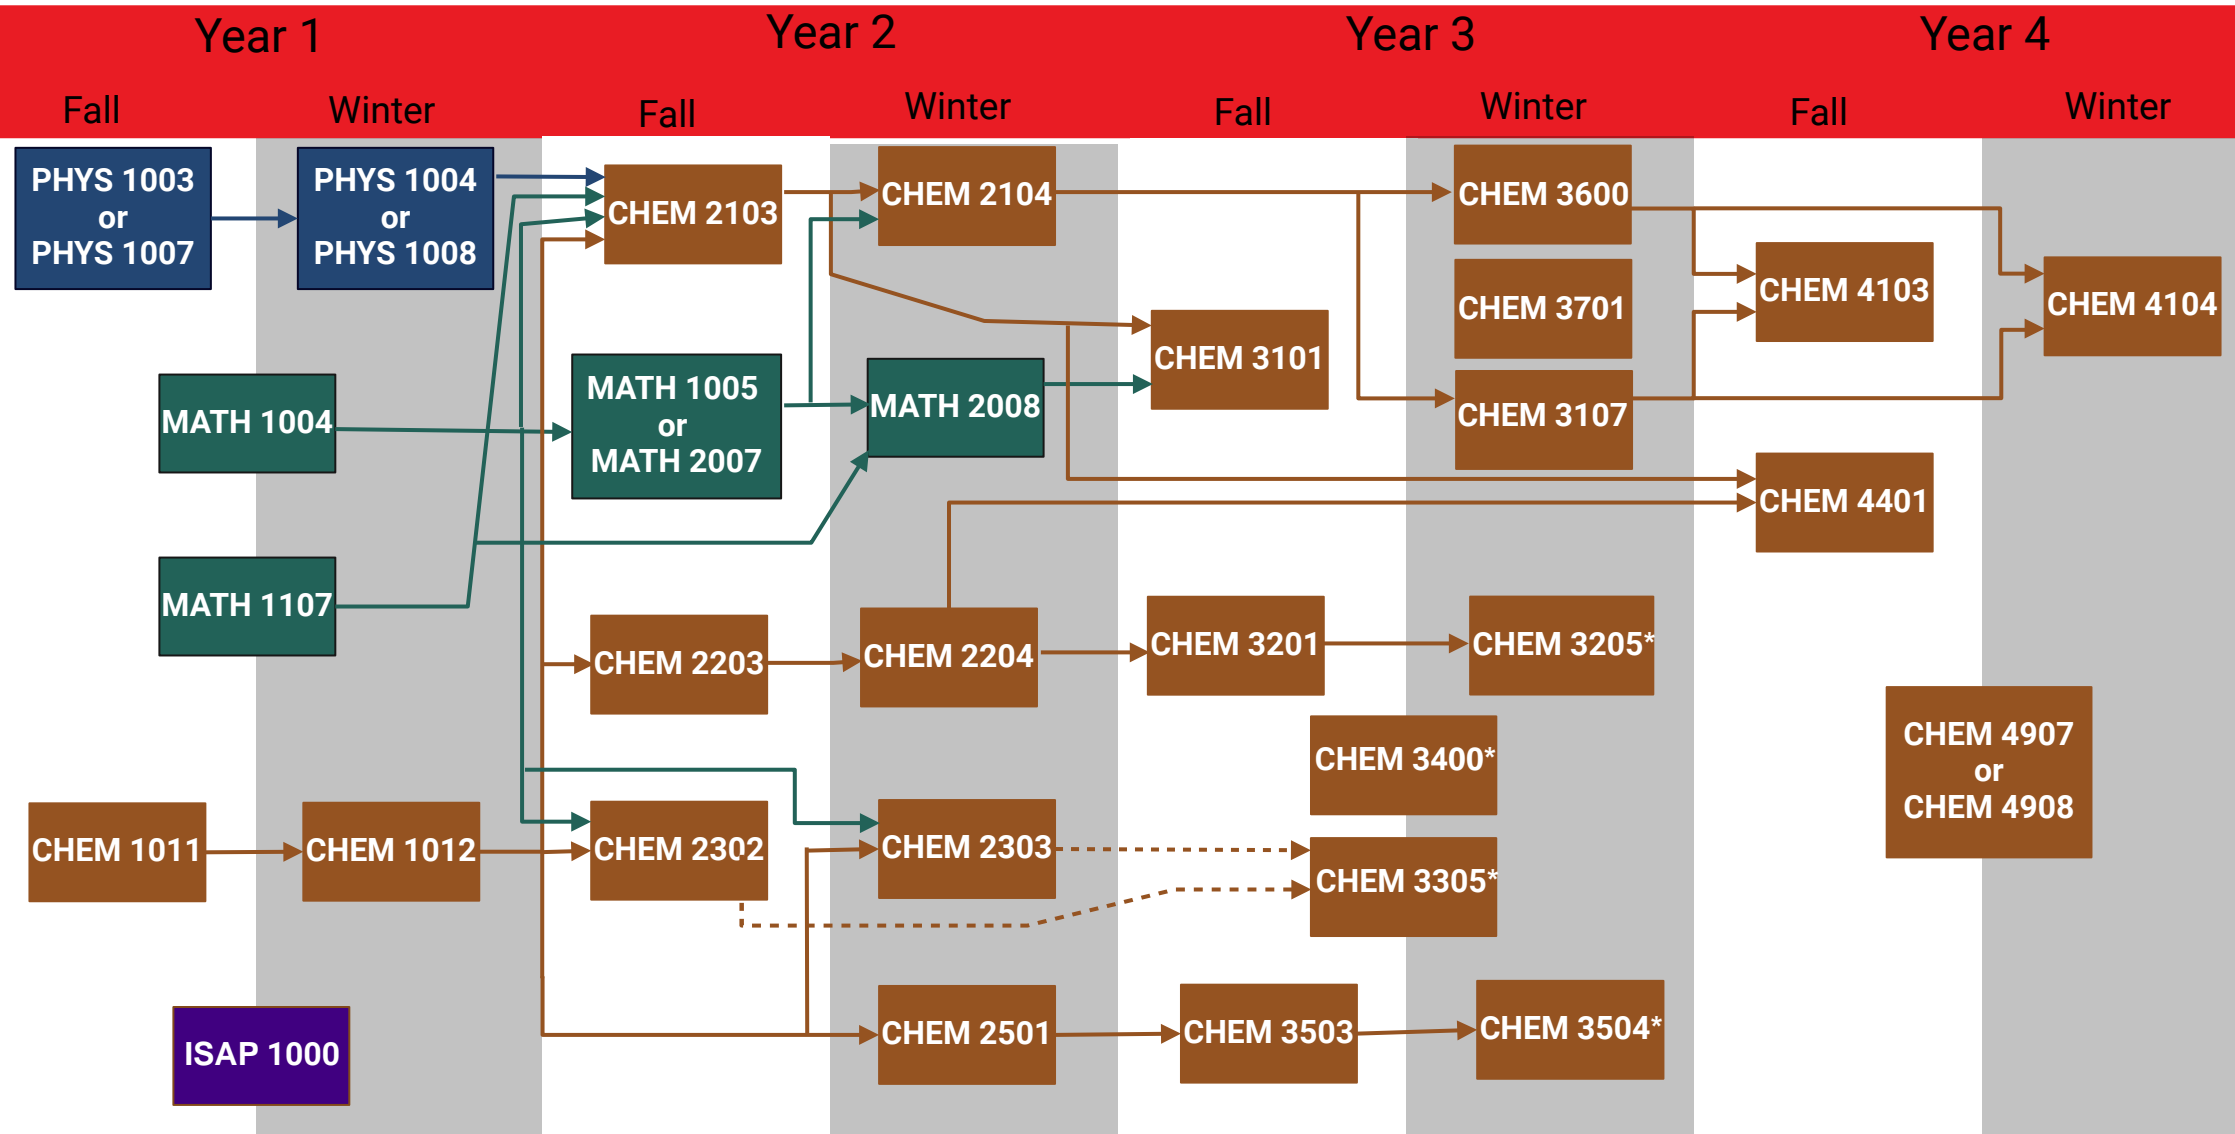 Year 1
Year 2
Year 3
Year 4
Fall
Winter
Fall
Winter
Fall
Winter
Fall
Winter
PHYS 1003
or
PHYS 1007
PHYS 1004
or
PHYS 1008
CHEM 2103
CHEM 2104
CHEM 3600
CHEM 3701
CHEM 4103
CHEM 4104
CHEM 3101
MATH 1004
MATH 1005
or
MATH 2007
MATH 2008
CHEM 3107
CHEM 4401
MATH 1107
CHEM 2203
CHEM 2204
CHEM 3201
CHEM 3205*
CHEM 3400*
CHEM 4907
or
CHEM 4908
CHEM 1011
CHEM 1012
CHEM 2302
CHEM 2303
CHEM 3305*
ISAP 1000
CHEM 2501
CHEM 3503
CHEM 3504*